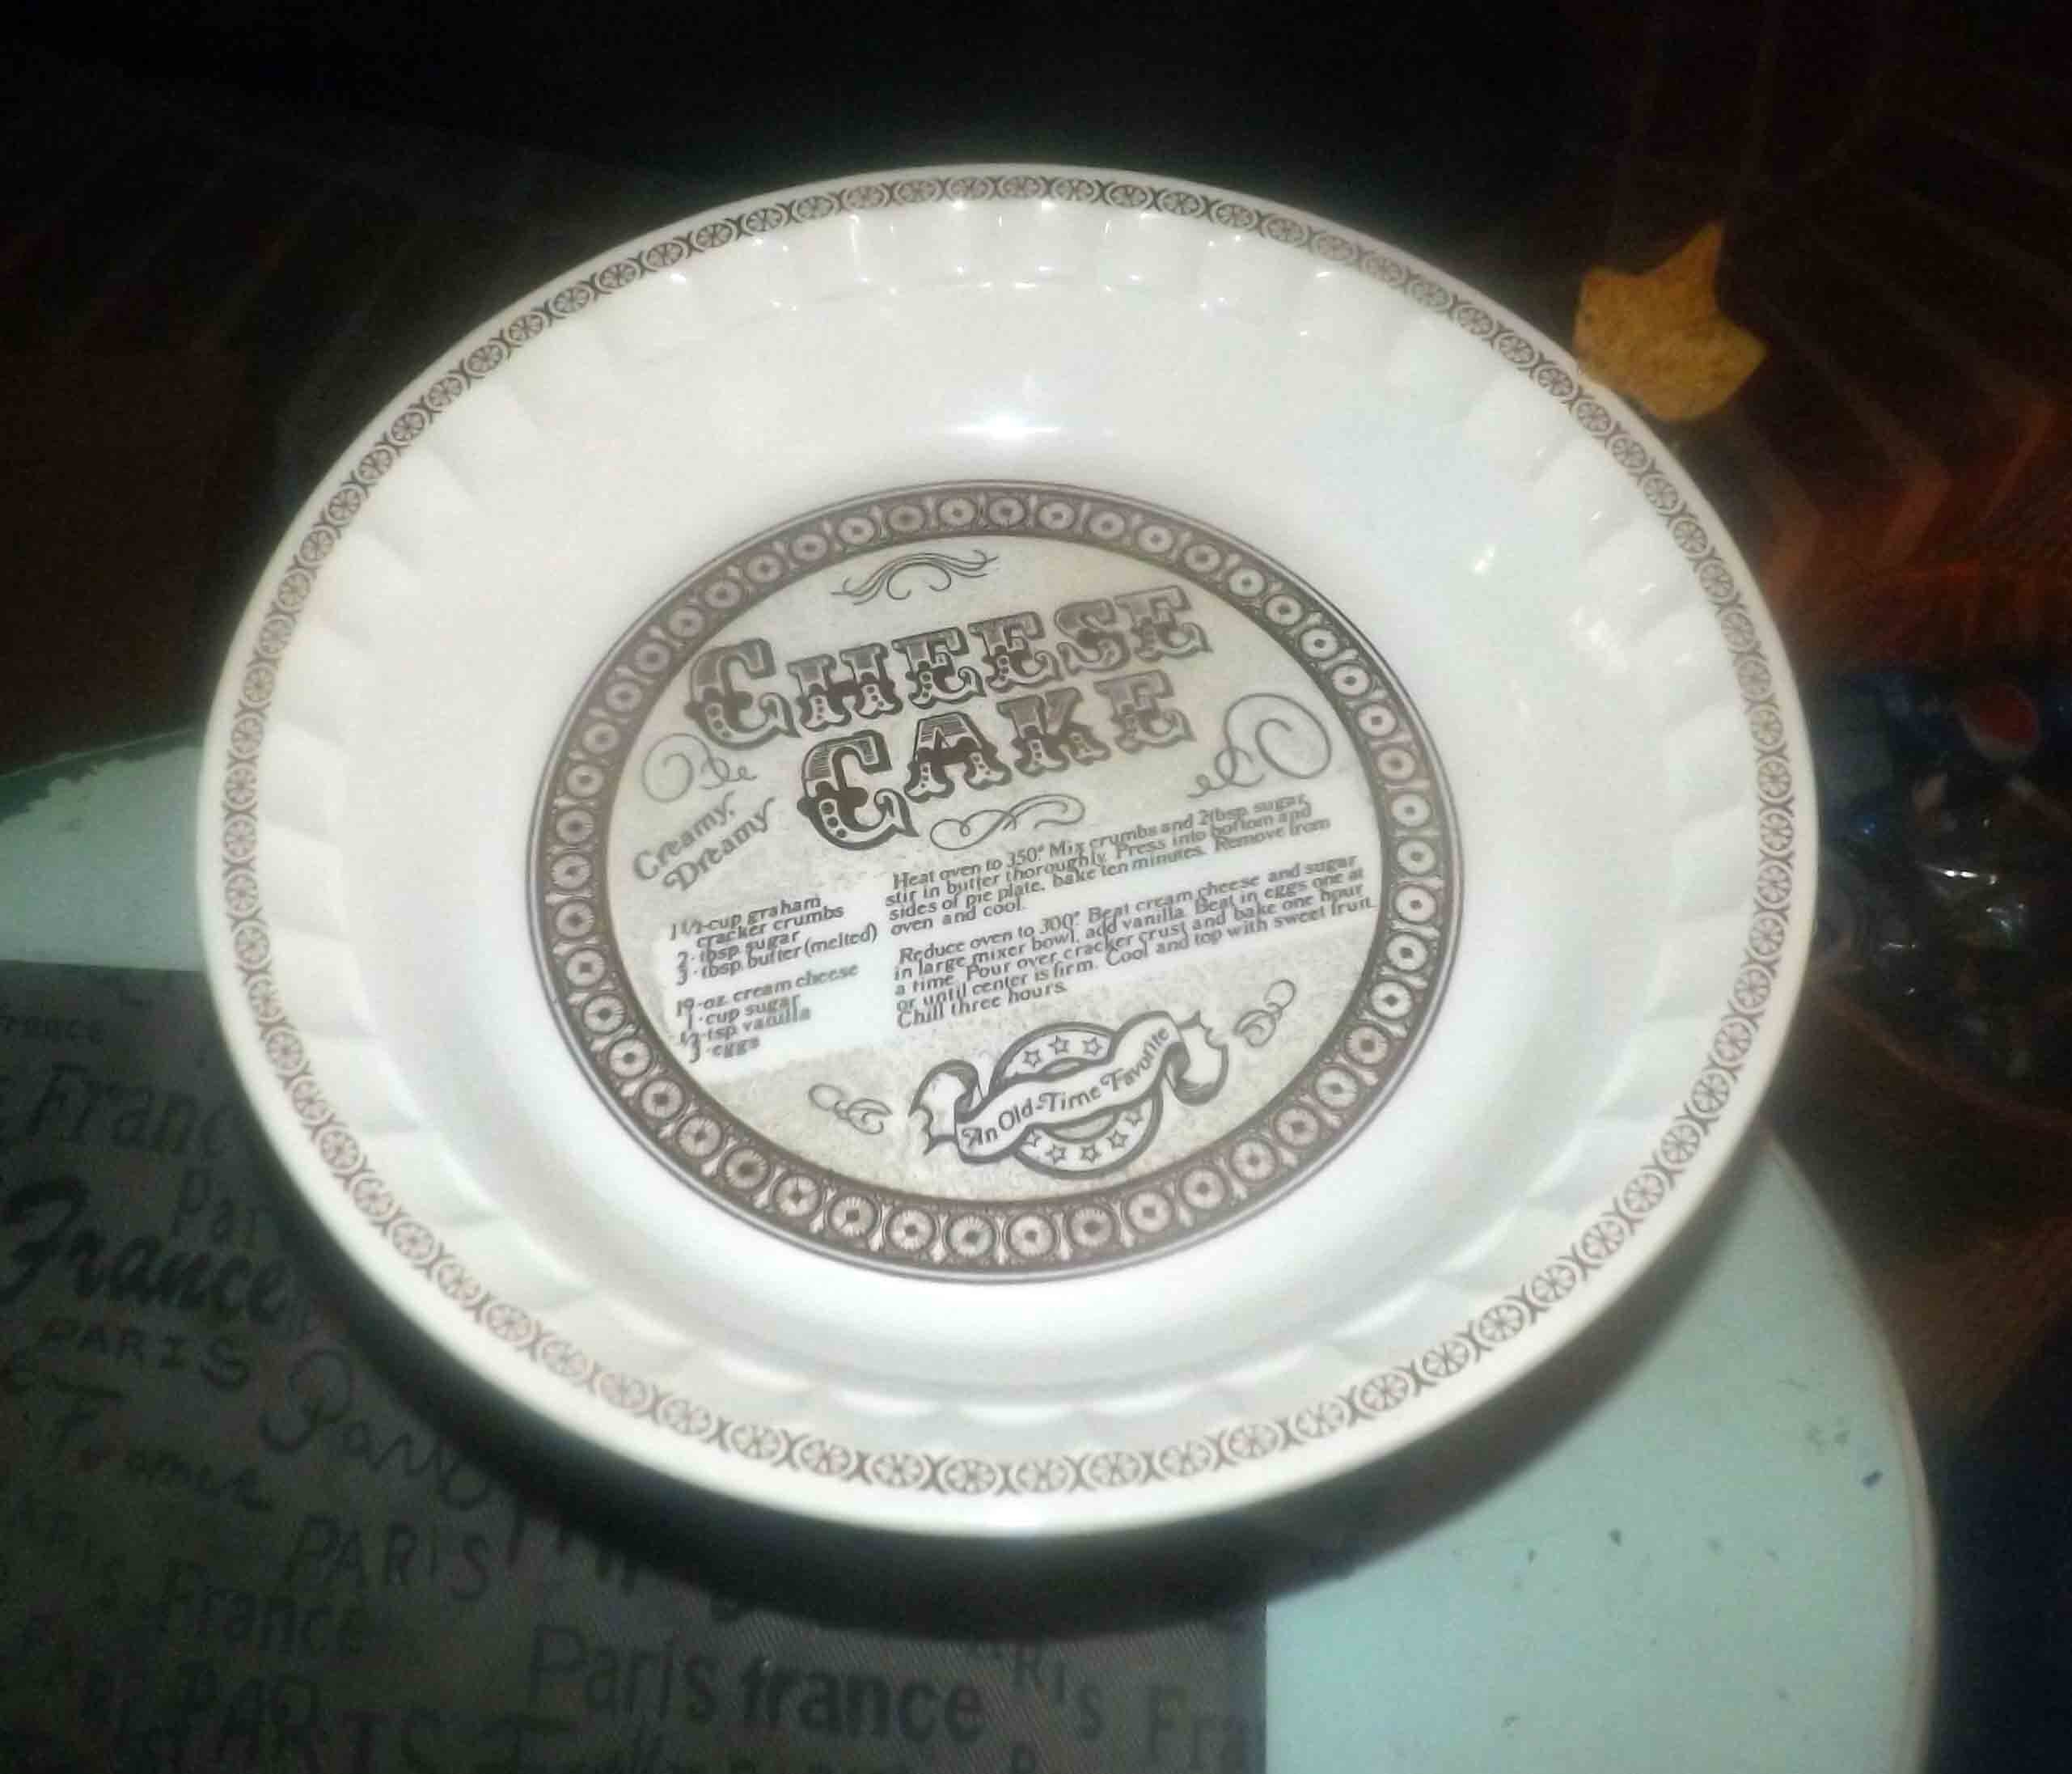 CHEESE
CAKE
Creamy,
Dreamy
1 1/2-cup graham
cracker crumbs
2-tbsp sugar
3-tbsp butter (melted)
19-oz. cream cheese
1-cup sugar
1/2-tsp vanilla
3-eggs
Heat oven to 350° Mix crumbs and 2tbsp. sugar,
stir in butter thoroughly. Press into bottom and
sides of pie plate, bake ten minutes. Remove from
oven and cool.
Reduce oven to 300° Beat cream cheese and sugar
in large mixer bowl, add vanilla. Beat in eggs one at
a time. Pour over cracker crust and bake one hour
or until center is firm. Cool and top with sweet fruit.
Chill three hours.
An Old-Time Favorite
France
France
Par
France
PARIS
Paris
PARIS
France
Paris france